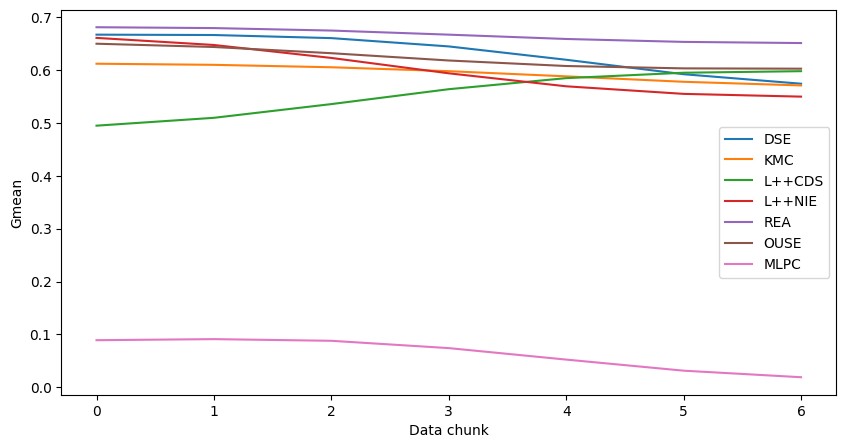 0.7
0.6
0.5
0.4
0.3
0.2
0.1
0.0
Gmean
DSE
KMC
L++CDS
L++NIE
REA
OUSE
MLPC
0 1 2 3 4 5 6
Data chunk